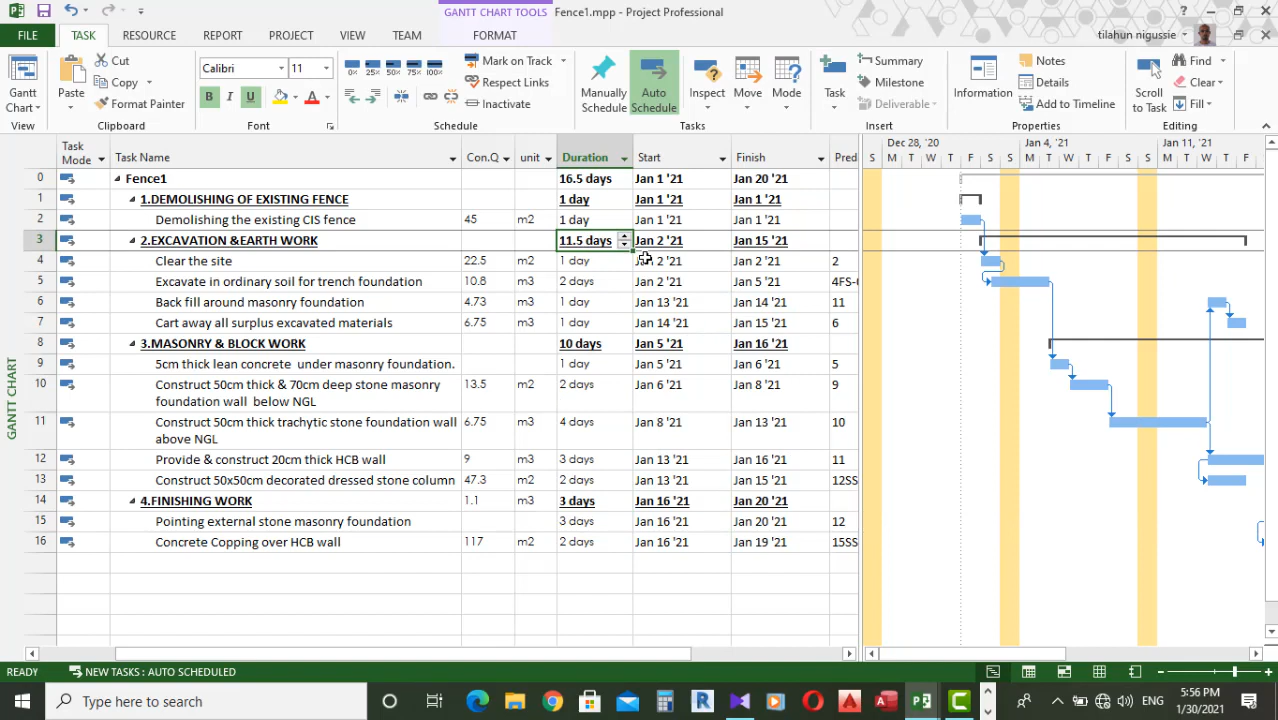 GANTT CHART TOOLS
Fence1.mpp - Project Professional
FILE TASK RESOURCE REPORT PROJECT VIEW TEAM FORMAT
tilahun nigussie
Gantt Chart
View
Paste
Cut
Copy
Format Painter
Clipboard
Calibri 11
B I U
Font
0% 25% 50% 75% 100%
Mark on Track
Respect Links
Inactivate
Schedule
Manually Schedule
Auto Schedule
Inspect
Move
Mode
Tasks
Task
Summary
Milestone
Deliverable
Insert
Information
Notes
Details
Add to Timeline
Properties
Scroll to Task
Find
Clear
Fill
Editing
Task Mode Task Name Con.Q unit Duration Start Finish Pred
Dec 28, '20 Jan 4, '21 Jan 11, '21
S M T W T F S S M T W T F S S M T W T F
0 Fence1 16.5 days Jan 1 '21 Jan 20 '21
1 1.DEMOLISHING OF EXISTING FENCE 1 day Jan 1 '21 Jan 1 '21
2 Demolishing the existing CIS fence 45 m2 1 day Jan 1 '21 Jan 1 '21
3 2.EXCAVATION &EARTH WORK 11.5 days Jan 2 '21 Jan 15 '21
4 Clear the site 22.5 m2 1 day Jan 2 '21 Jan 2 '21 2
5 Excavate in ordinary soil for trench foundation 10.8 m3 2 days Jan 2 '21 Jan 5 '21 4FS-
6 Back fill around masonry foundation 4.73 m3 1 day Jan 13 '21 Jan 14 '21 11
7 Cart away all surplus excavated materials 6.75 m3 1 day Jan 14 '21 Jan 15 '21 6
8 3.MASONRY & BLOCK WORK 10 days Jan 5 '21 Jan 16 '21
9 5cm thick lean concrete under masonry foundation. 1 day Jan 5 '21 Jan 6 '21 5
10 Construct 50cm thick & 70cm deep stone masonry 13.5 m2 2 days Jan 6 '21 Jan 8 '21 9
foundation wall below NGL
11 Construct 50cm thick trachytic stone foundation wall 6.75 m3 4 days Jan 8 '21 Jan 13 '21 10
above NGL
12 Provide & construct 20cm thick HCB wall 9 m3 3 days Jan 13 '21 Jan 16 '21 11
13 Construct 50x50cm decorated dressed stone column 47.3 m2 2 days Jan 13 '21 Jan 15 '21 12SS
14 4.FINISHING WORK 1.1 m3 3 days Jan 16 '21 Jan 20 '21
15 Pointing external stone masonry foundation 3 days Jan 16 '21 Jan 20 '21 12
16 Concrete Copping over HCB wall 117 m2 2 days Jan 16 '21 Jan 19 '21 15SS
GANTT CHART
READY NEW TASKS : AUTO SCHEDULED
Type here to search
ENG
5:56 PM
1/30/2021